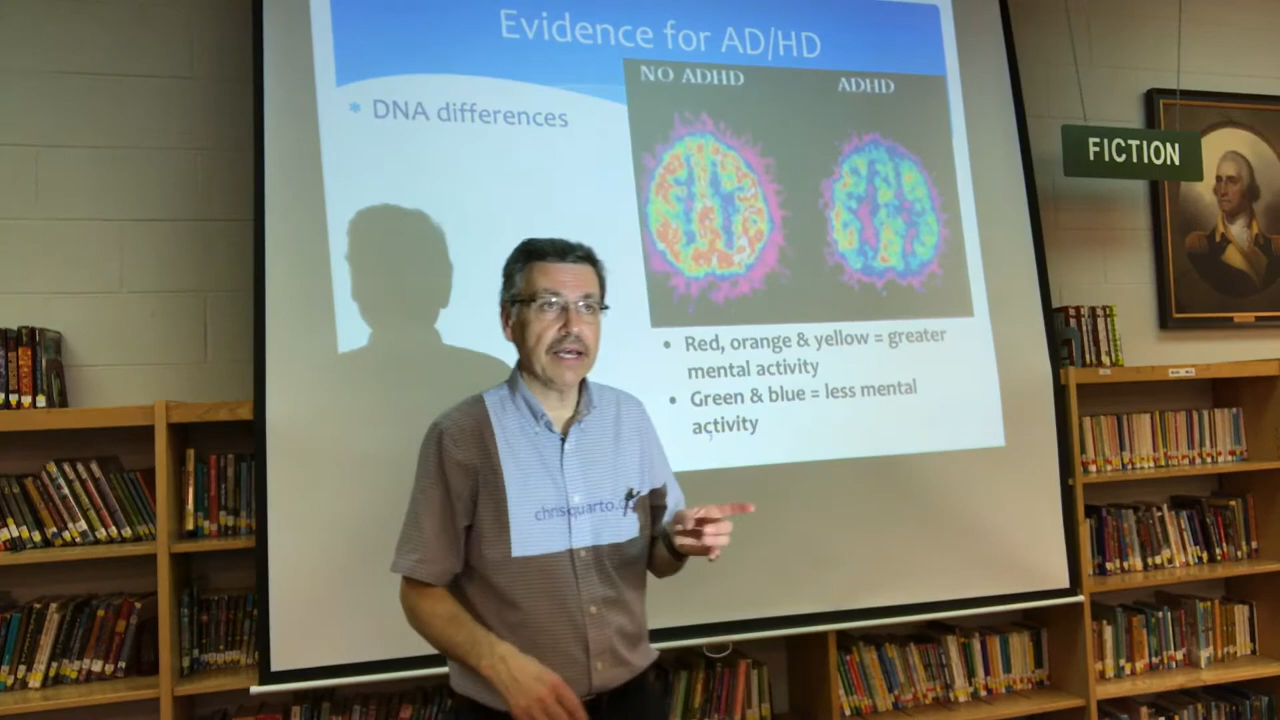 Evidence for AD/HD
* DNA differences
NO ADHD
ADHD
• Red, orange & yellow = greater
mental activity
• Green & blue = less mental
activity
chrisquarto.co
FICTION